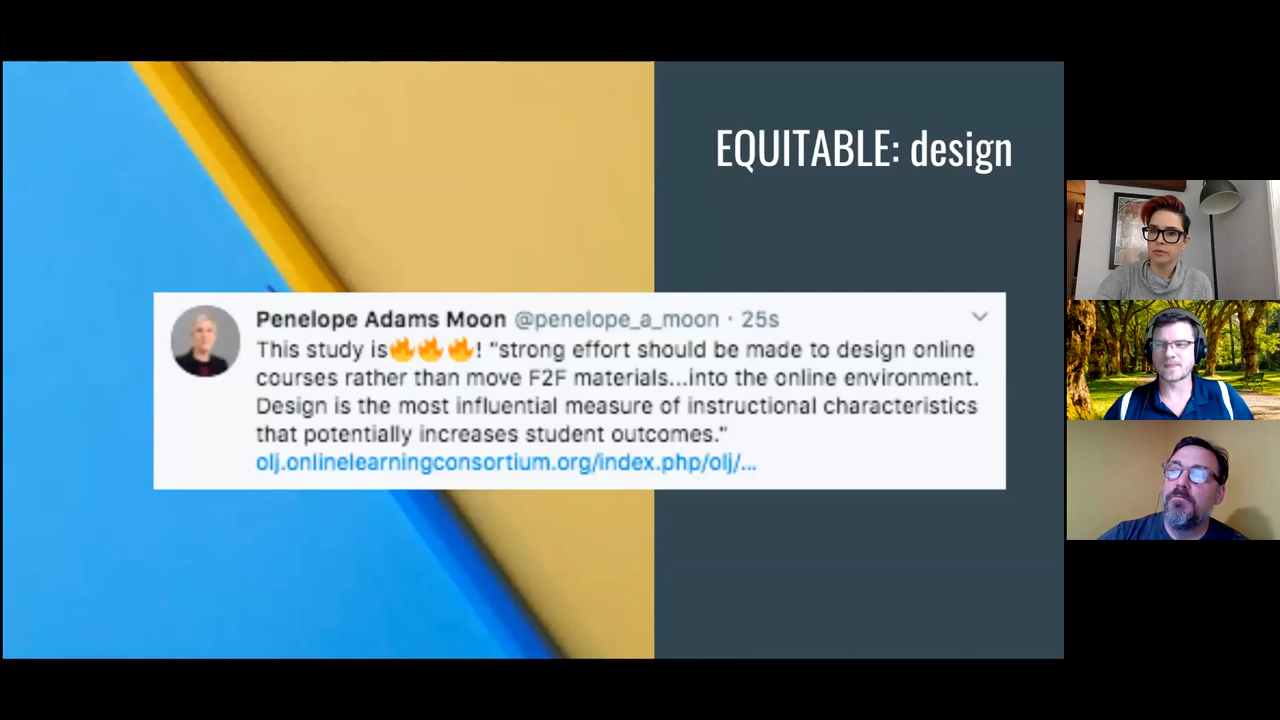 EQUITABLE: design
Penelope Adams Moon @penelope_a_moon · 25s
This study is🔥🔥🔥! "strong effort should be made to design online
courses rather than move F2F materials...into the online environment.
Design is the most influential measure of instructional characteristics
that potentially increases student outcomes."
olj.onlinelearningconsortium.org/index.php/olj/...